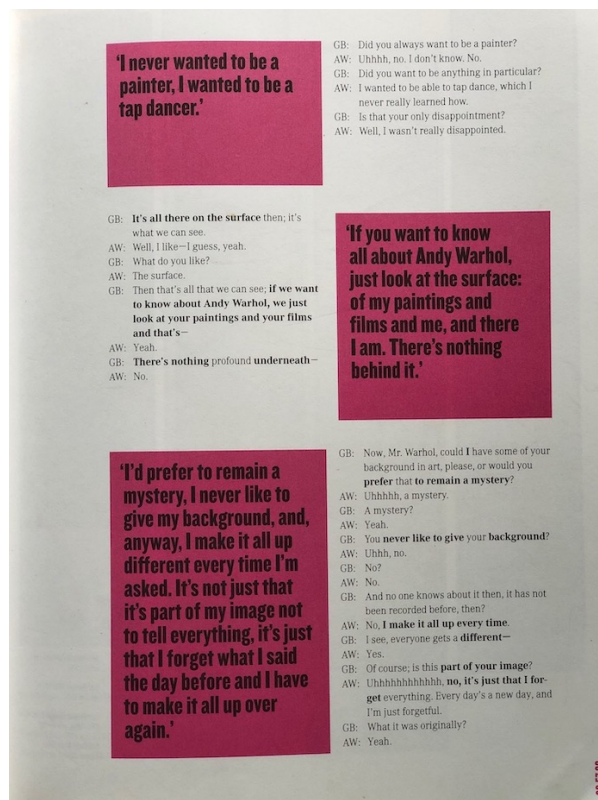 'I never wanted to be a
painter, I wanted to be a
tap dancer.'
GB: Did you always want to be a painter?
AW: Uhhhh, no. I don't know. No.
GB: Did you want to be anything in particular?
AW: I wanted to be able to tap dance, which I
never really learned how.
GB: Is that your only disappointment?
AW: Well, I wasn't really disappointed.
GB: It's all there on the surface then; it's
what we can see.
AW: Well, I like—I guess, yeah.
GB: What do you like?
AW: The surface.
GB: Then that's all that we can see; if we want
to know about Andy Warhol, we just
look at your paintings and your films
and that's—
AW: Yeah.
GB: There's nothing profound underneath—
AW: No.
'If you want to know
all about Andy Warhol,
just look at the surface:
of my paintings and
films and me, and there
I am. There's nothing
behind it.'
'I'd prefer to remain a
mystery, I never like to
give my background, and,
anyway, I make it all up
different every time I'm
asked. It's not just that
it's part of my image not
to tell everything, it's just
that I forget what I said
the day before and I have
to make it all up over
again.'
GB: Now, Mr. Warhol, could I have some of your
background in art, please, or would you
prefer that to remain a mystery?
AW: Uhhhhh, a mystery.
GB: A mystery?
AW: Yeah.
GB: You never like to give your background?
AW: Uhhh, no.
GB: No?
AW: No.
GB: And no one knows about it then, it has not
been recorded before, then?
AW: No, I make it all up every time.
GB: I see, everyone gets a different—
AW: Yes.
GB: Of course; is this part of your image?
AW: Uhhhhhhhhhhhh, no, it's just that I for-
get everything. Every day's a new day, and
I'm just forgetful.
GB: What it was originally?
AW: Yeah.